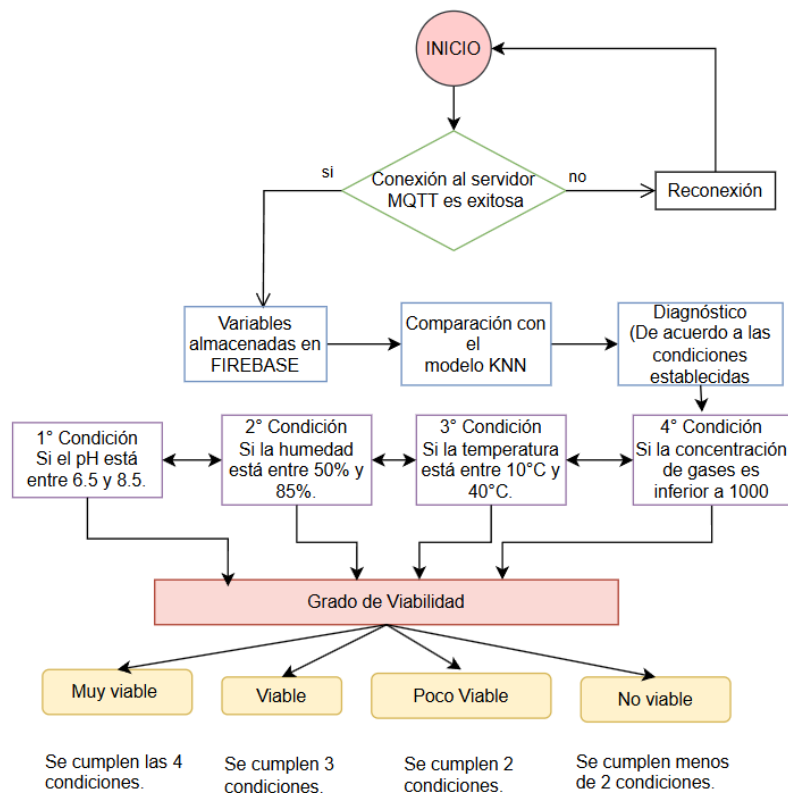 INICIO
si
Conexión al servidor
MQTT es exitosa
no
Reconexión
Variables
almacenadas en
FIREBASE
Comparación con
el
modelo KNN
Diagnóstico
(De acuerdo a las
condiciones
establecidas
1° Condición
Si el pH está
entre 6.5 y 8.5.
2° Condición
Si la humedad
está entre 50% y
85%.
3° Condición
Si la temperatura
está entre 10°C y
40°C.
4° Condición
Si la concentración
de gases es
inferior a 1000
Grado de Viabilidad
Muy viable
Viable
Poco Viable
No viable
Se cumplen las 4
condiciones.
Se cumplen 3
condiciones.
Se cumplen 2
condiciones.
Se cumplen menos
de 2 condiciones.